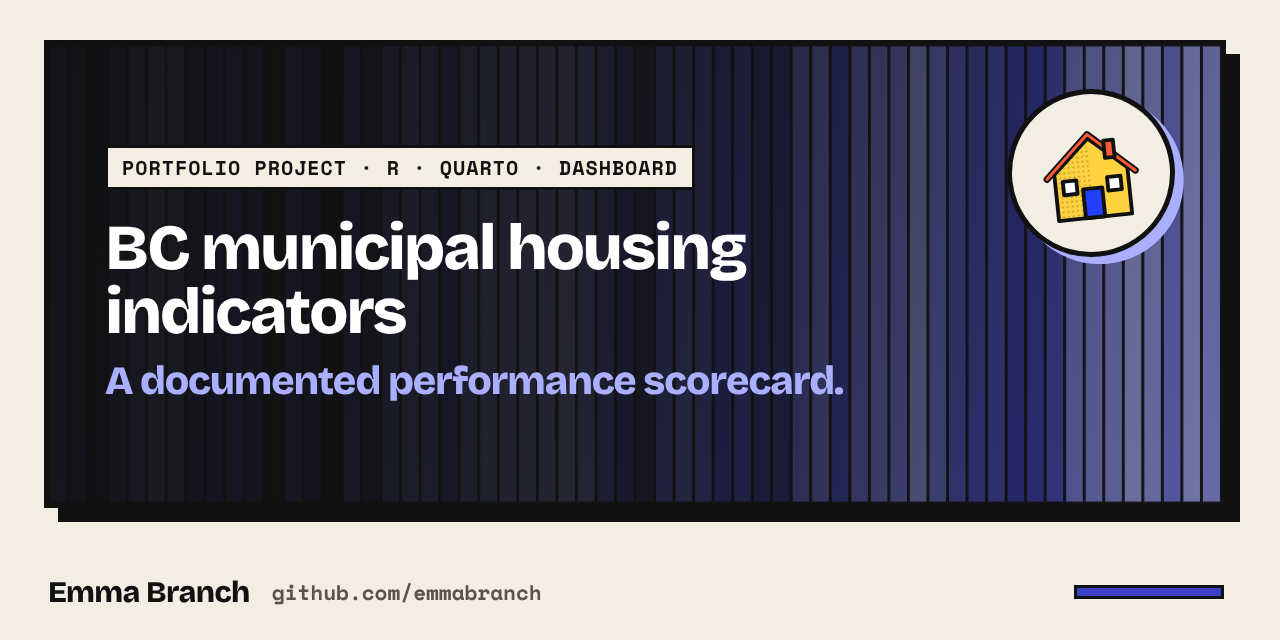 PORTFOLIO PROJECT · R · QUARTO · DASHBOARD
BC municipal housing
indicators
A documented performance scorecard.
Emma Branch github.com/emmabranch